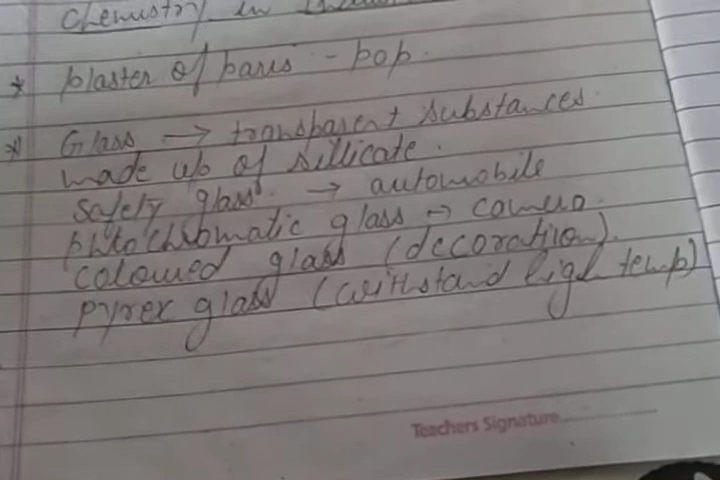 chemistry in
* plaster of paris - pop.
* Glass → transparent substances
made up of sillicate.
safety glass → automobile
photochromatic glass → camera.
coloured glass (decoration).
pyrex glass (withstand high temp)
Teachers Signature